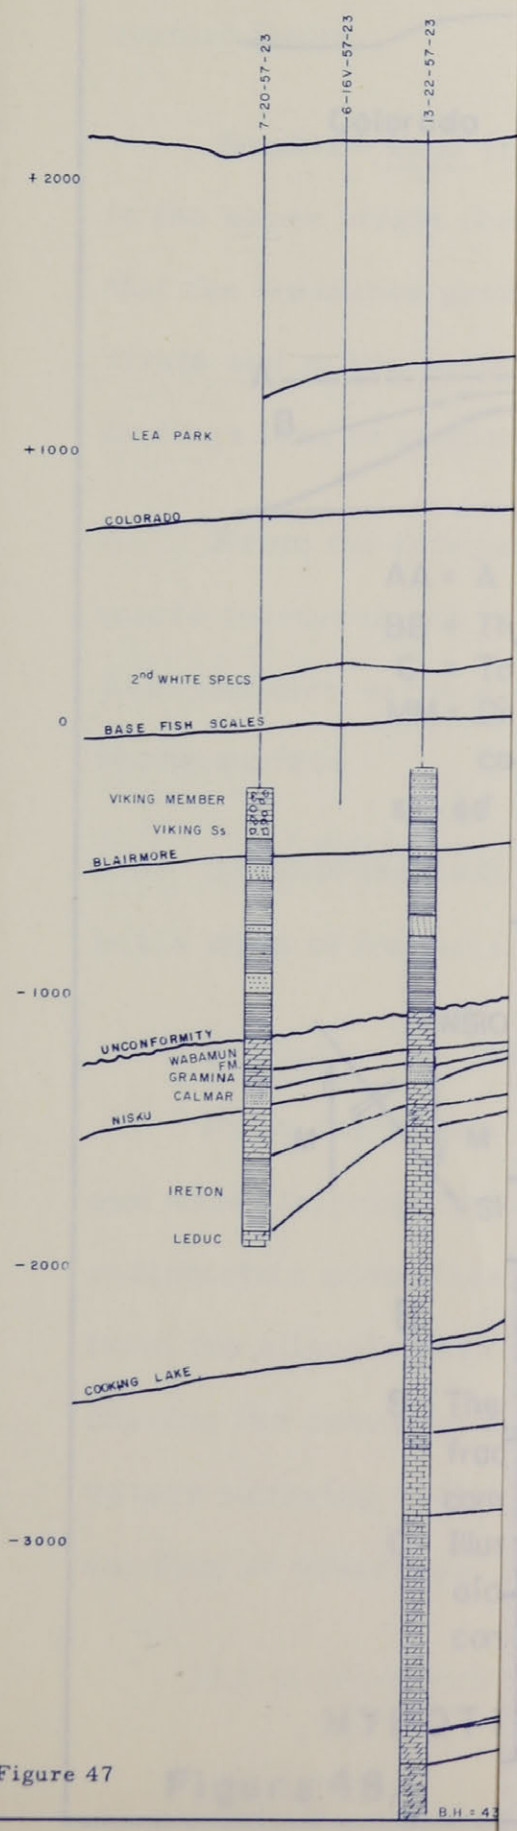 7-20-57-23
6-16V-57-23
13-22-57-23
+ 2000
LEA PARK
+ 1000
COLORADO
2nd WHITE SPECS
0
BASE FISH SCALES
VIKING MEMBER
VIKING Ss
BLAIRMORE
- 1000
UNCONFORMITY
WABAMUN
FM.
GRAMINA
CALMAR
NISKU
IRETON
LEDUC
- 2000
COOKING LAKE
- 3000
Figure 47
B.H. = 43